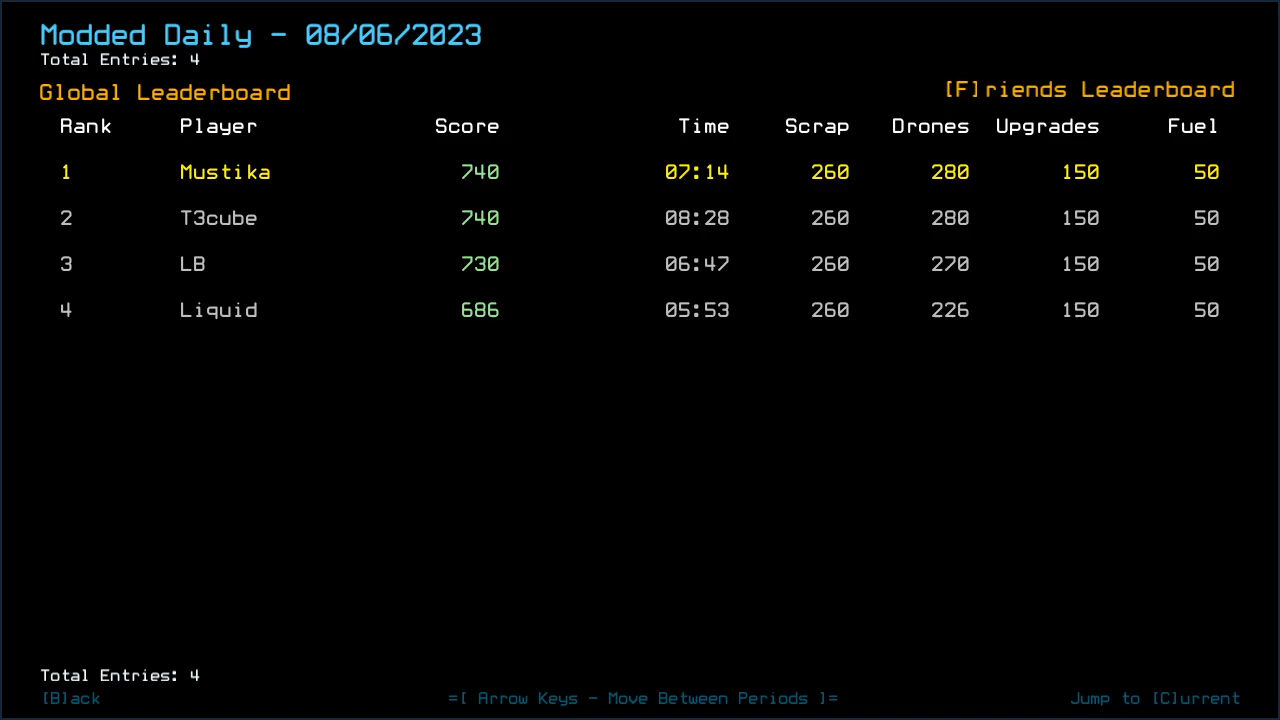 Modded Daily - 08/06/2023
Total Entries: 4
Global Leaderboard [F]riends Leaderboard
Rank Player Score Time Scrap Drones Upgrades Fuel
1 Mustika 740 07:14 260 280 150 50
2 T3cube 740 08:28 260 280 150 50
3 LB 730 06:47 260 270 150 50
4 Liquid 686 05:53 260 226 150 50
Total Entries: 4
[B]ack =[ Arrow Keys - Move Between Periods ]= Jump to [C]urrent